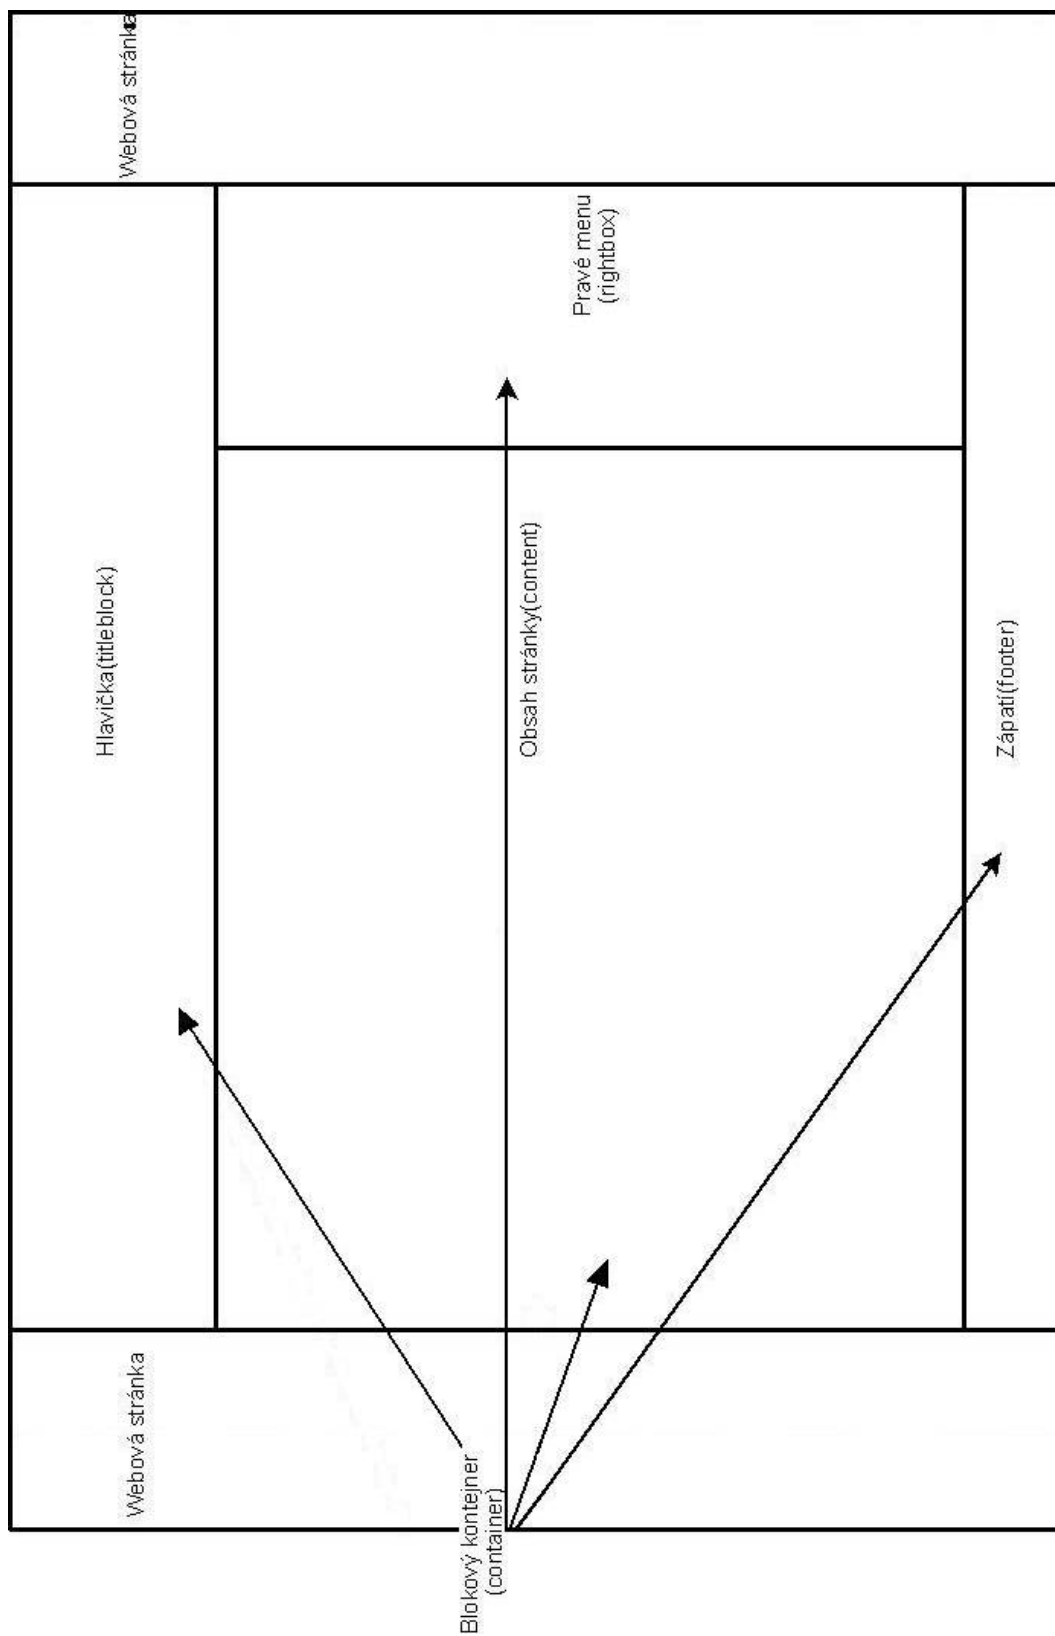 Webová stránka
Hlavička(titleblock)
Webová stránka
Blokový kontejner
(container)
Obsah stránky(content)
Pravé menu
(rightbox)
Zápatí(footer)